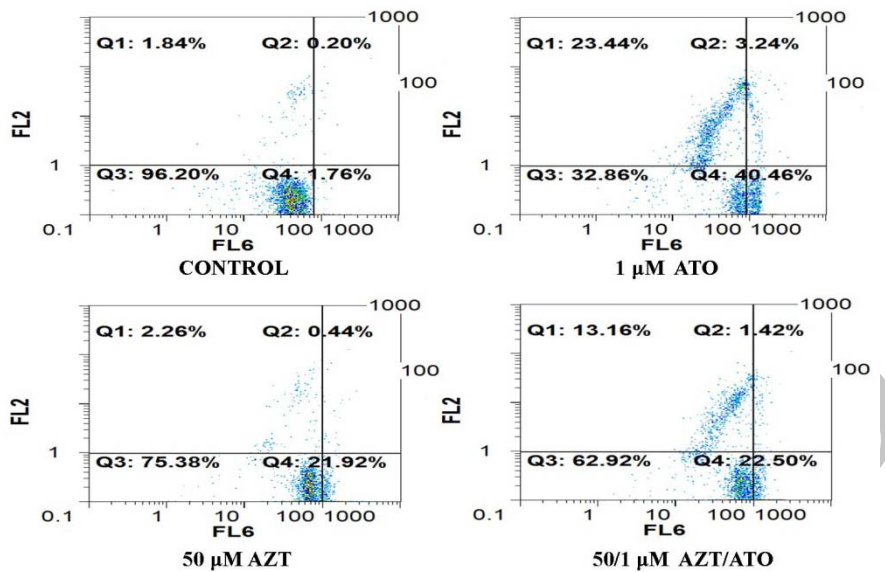 1000
Q1: 1.84% Q2: 0.20%
100
FL2
1
Q3: 96.20% Q4: 1.76%
0.1 1 10 100 1000
FL6
CONTROL
1000
Q1: 23.44% Q2: 3.24%
100
FL2
1
Q3: 32.86% Q4: 40.46%
0.1 1 10 100 1000
FL6
1 µM ATO
1000
Q1: 2.26% Q2: 0.44%
100
FL2
1
Q3: 75.38% Q4: 21.92%
0.1 1 10 100 1000
FL6
50 µM AZT
1000
Q1: 13.16% Q2: 1.42%
100
FL2
1
Q3: 62.92% Q4: 22.50%
0.1 1 10 100 1000
FL6
50/1 µM AZT/ATO